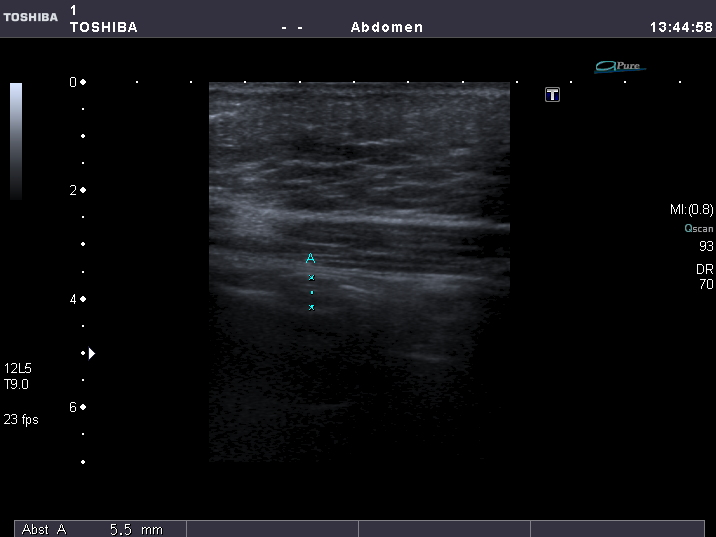 TOSHIBA
1
TOSHIBA - - Abdomen 13:44:58
APure
T
0
2
4
6
A
MI:(0.8)
Qscan
93
DR
70
12L5
T9.0
23 fps
Abst A 5.5 mm